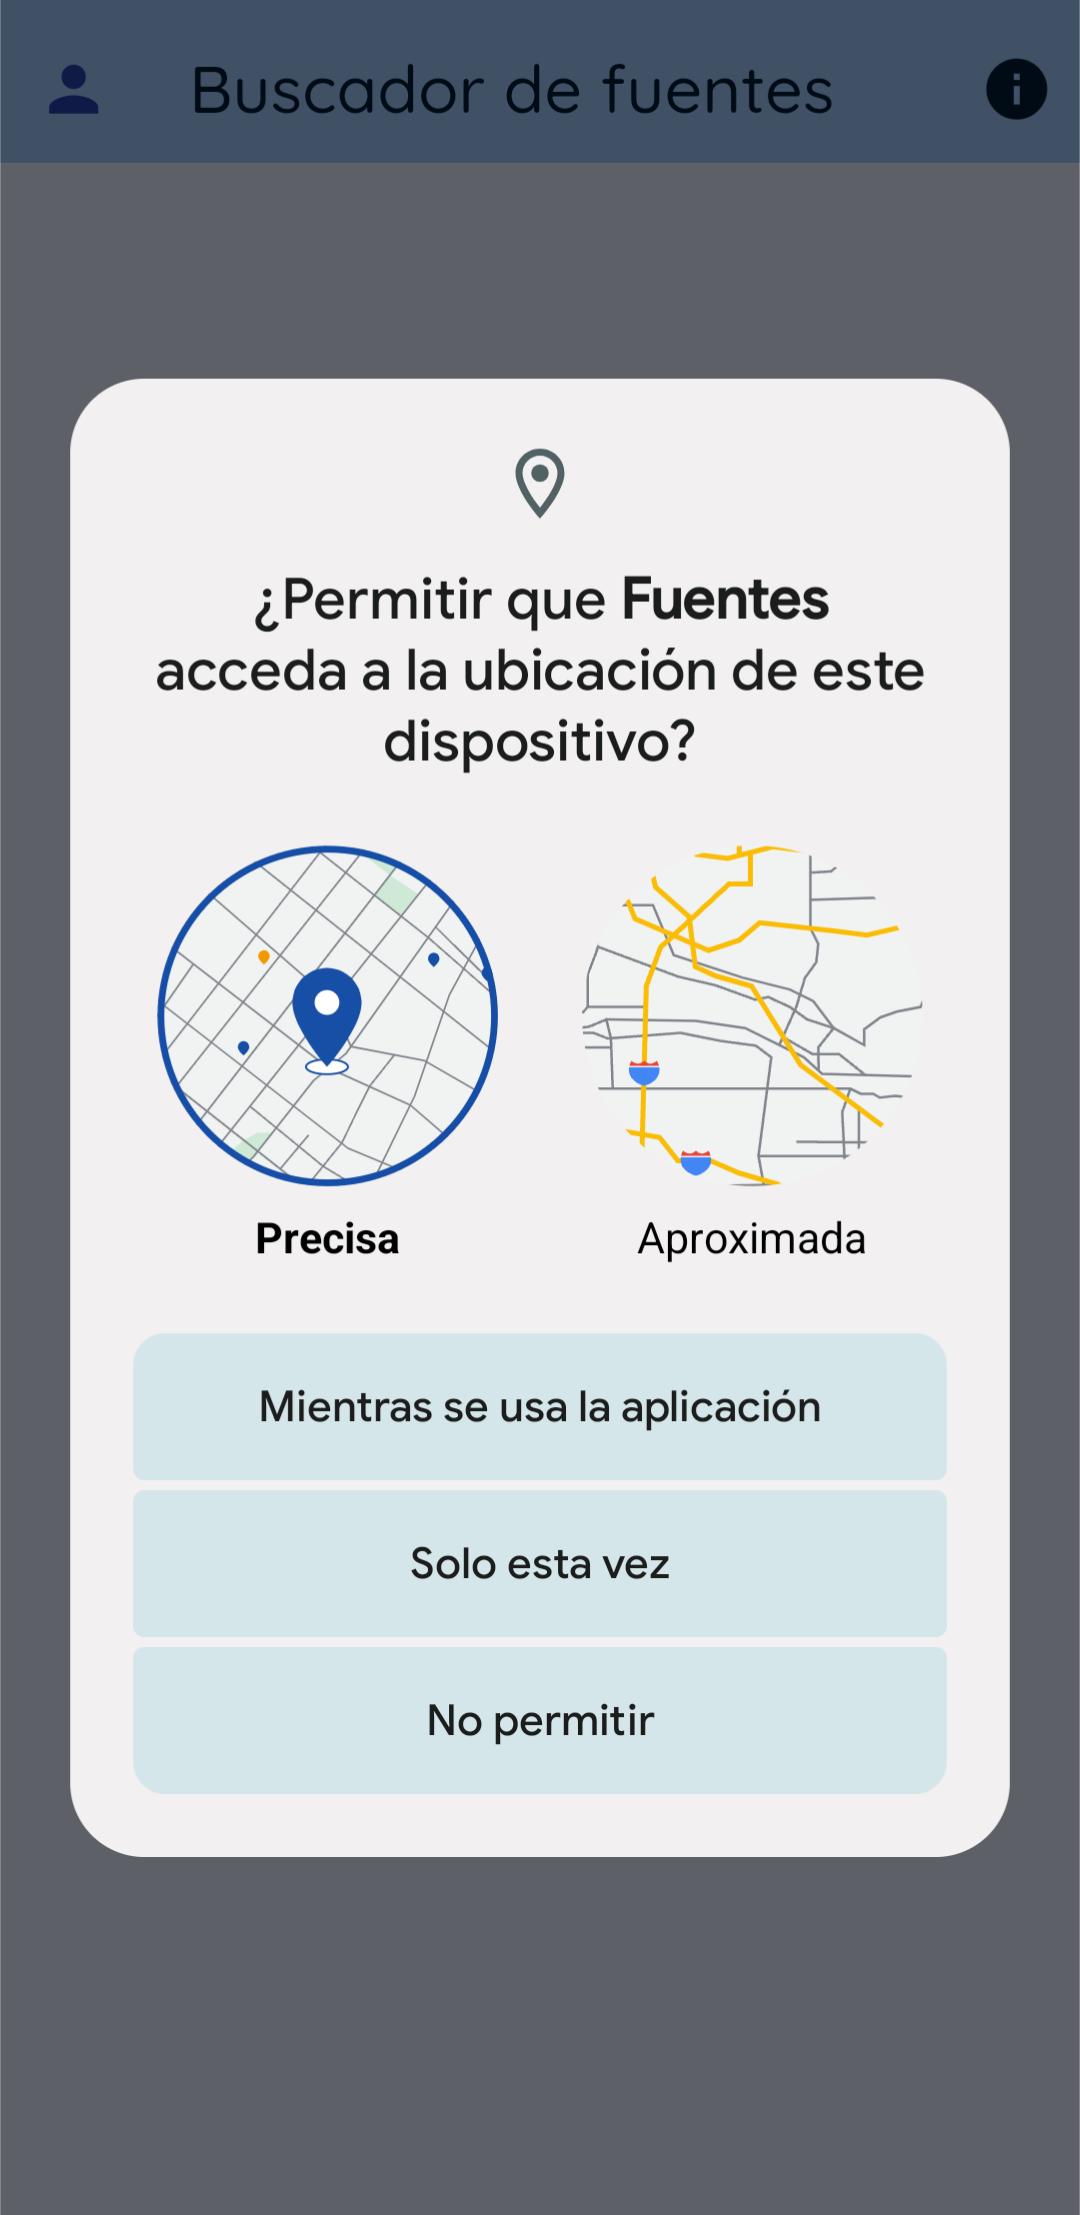 Buscador de fuentes
¿Permitir que Fuentes
acceda a la ubicación de este
dispositivo?
Precisa
Aproximada
Mientras se usa la aplicación
Solo esta vez
No permitir